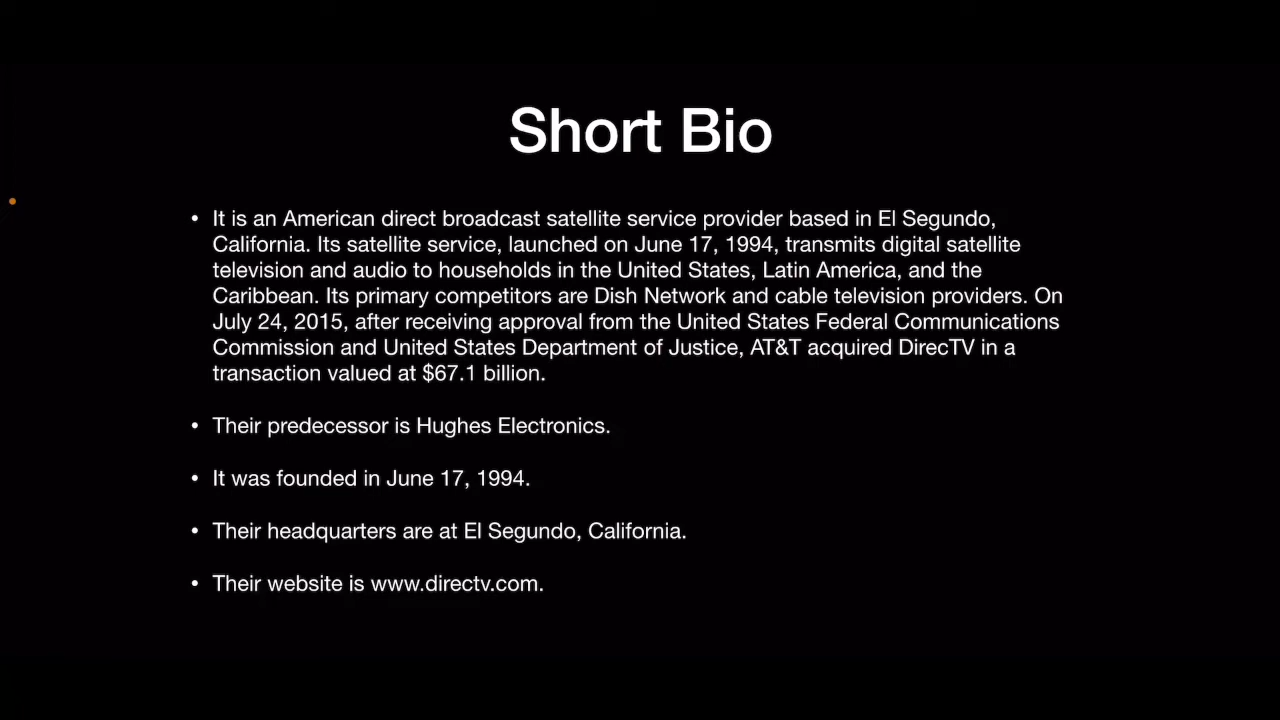 Short Bio
• It is an American direct broadcast satellite service provider based in El Segundo,
California. Its satellite service, launched on June 17, 1994, transmits digital satellite
television and audio to households in the United States, Latin America, and the
Caribbean. Its primary competitors are Dish Network and cable television providers. On
July 24, 2015, after receiving approval from the United States Federal Communications
Commission and United States Department of Justice, AT&T acquired DirecTV in a
transaction valued at $67.1 billion.
• Their predecessor is Hughes Electronics.
• It was founded in June 17, 1994.
• Their headquarters are at El Segundo, California.
• Their website is www.directv.com.